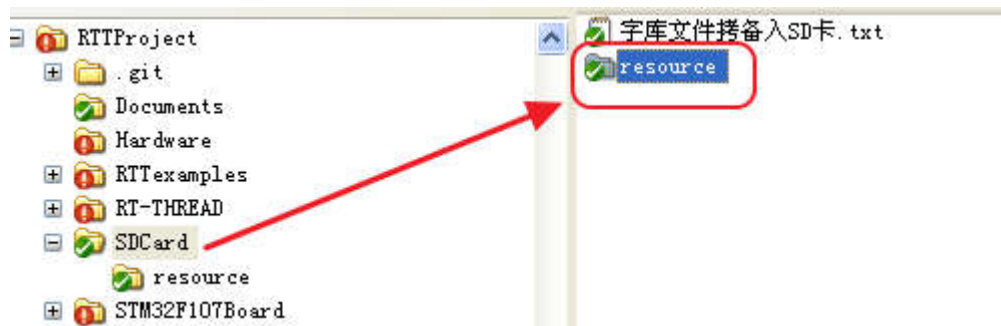 RTTProject
.git
Documents
Hardware
RTTexamples
RT-THREAD
SDCard
resource
STM32F107Board
字库文件拷备入SD卡.txt
resource